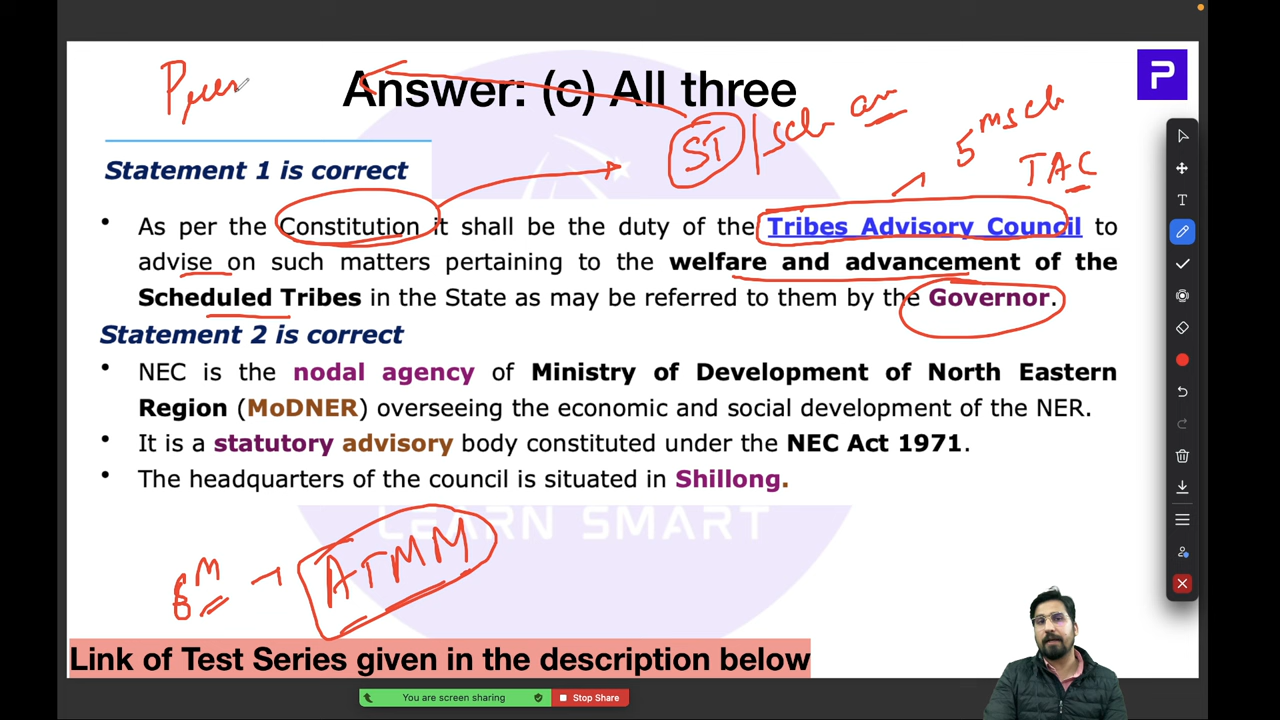 Answer: (c) All three
P
ST / sch
5th sch
TAC
Statement 1 is correct
• As per the Constitution it shall be the duty of the Tribes Advisory Council to
advise on such matters pertaining to the welfare and advancement of the
Scheduled Tribes in the State as may be referred to them by the Governor.
Statement 2 is correct
• NEC is the nodal agency of Ministry of Development of North Eastern
Region (MoDNER) overseeing the economic and social development of the NER.
• It is a statutory advisory body constituted under the NEC Act 1971.
• The headquarters of the council is situated in Shillong.
LEARN SMART
ATMM
Link of Test Series given in the description below
You are screen sharing
Stop Share